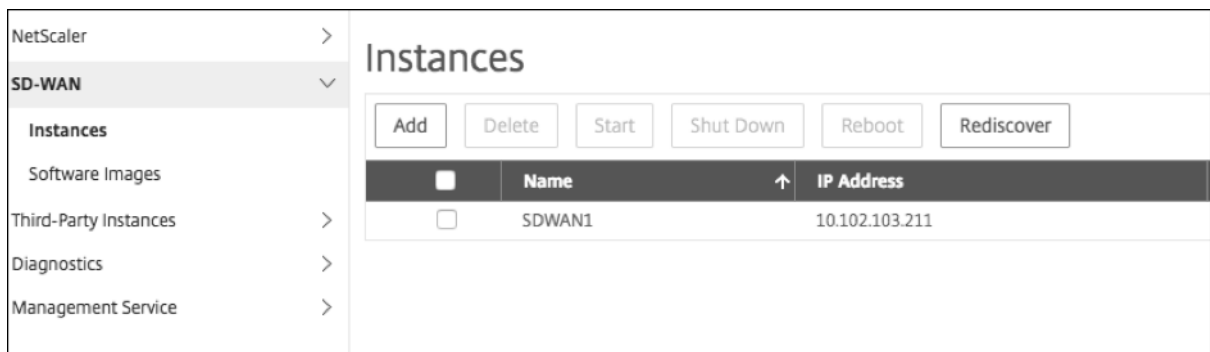 NetScaler
SD-WAN
Instances
Software Images
Third-Party Instances
Diagnostics
Management Service
Instances
Add Delete Start Shut Down Reboot Rediscover
Name IP Address
SDWAN1 10.102.103.211